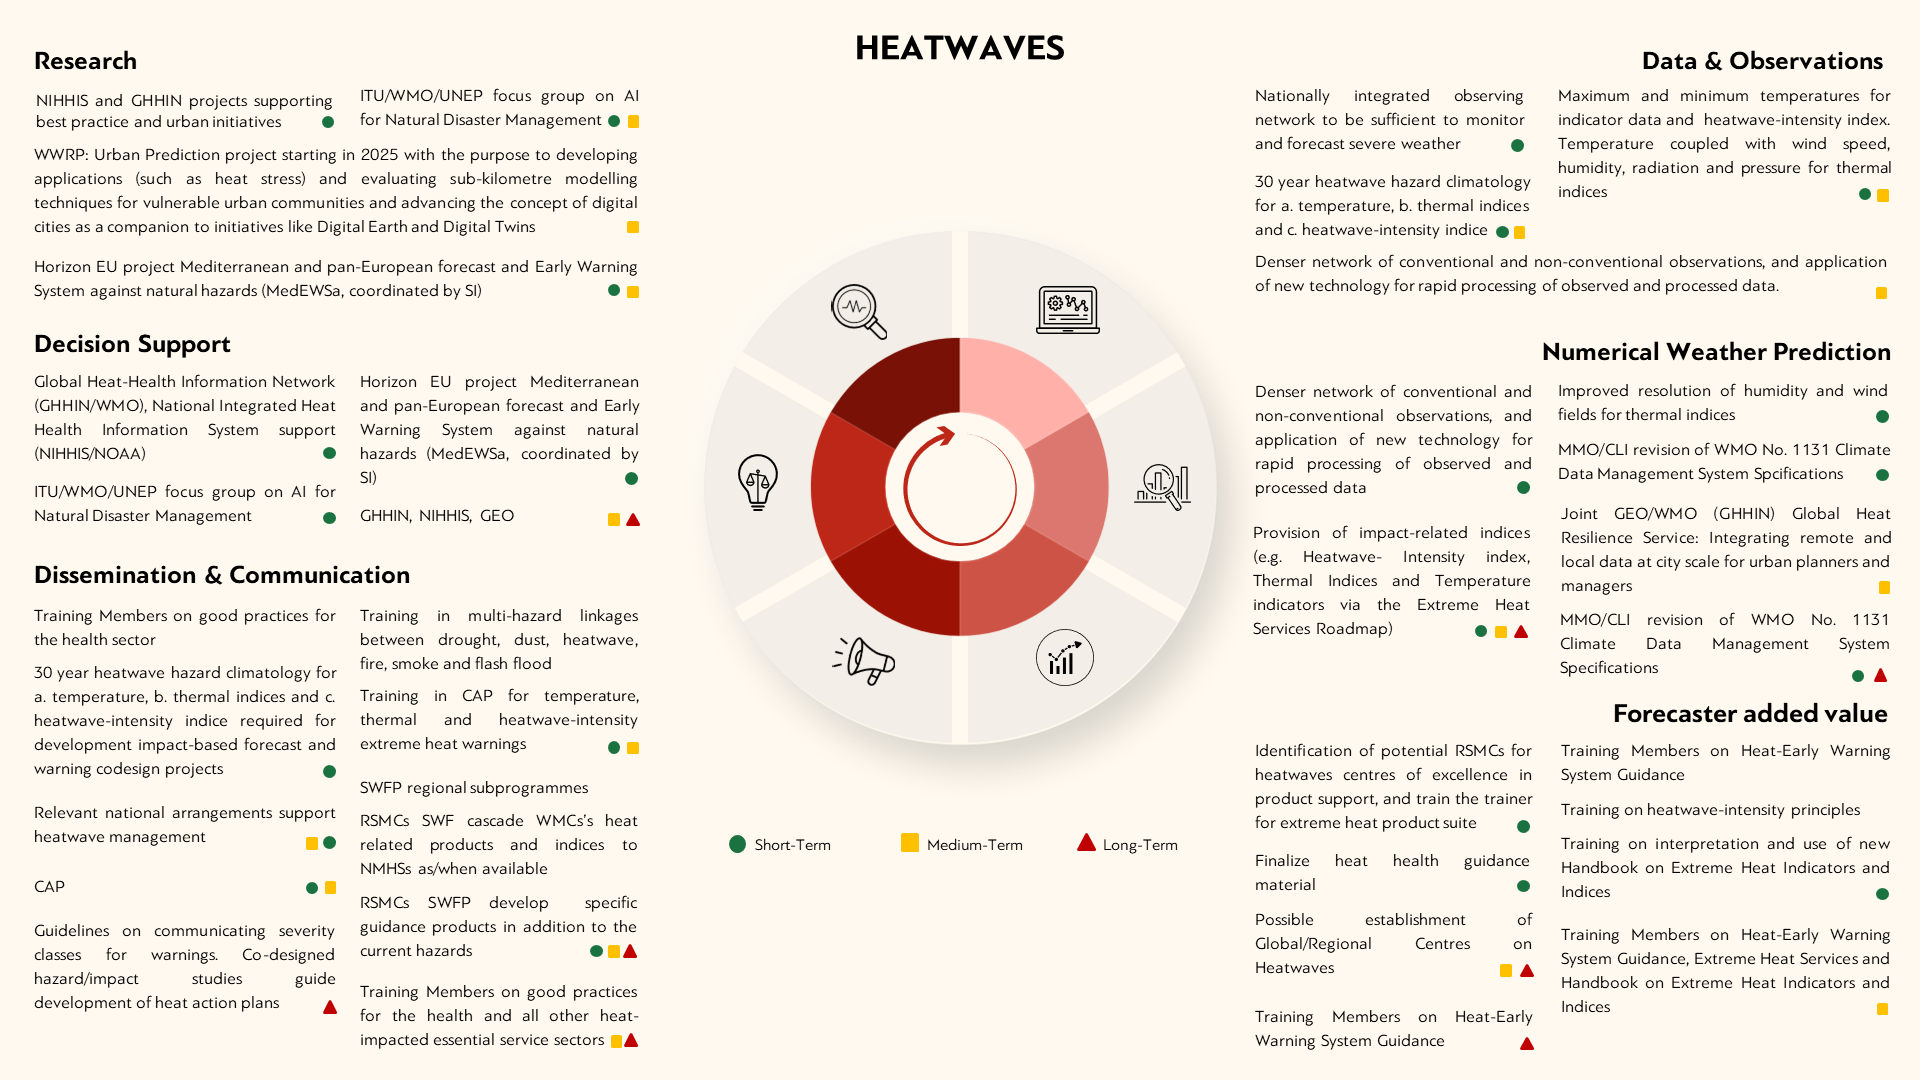 HEATWAVES
Research
NIHHIS and GHHIN projects supporting
best practice and urban initiatives
ITU/WMO/UNEP focus group on AI
for Natural Disaster Management
WWRP: Urban Prediction project starting in 2025 with the purpose to developing
applications (such as heat stress) and evaluating sub-kilometre modelling
techniques for vulnerable urban communities and advancing the concept of digital
cities as a companion to initiatives like Digital Earth and Digital Twins
Horizon EU project Mediterranean and pan-European forecast and Early Warning
System against natural hazards (MedEWSa, coordinated by SI)
Decision Support
Global Heat-Health Information Network
(GHHIN/WMO), National Integrated Heat
Health Information System support
(NIHHIS/NOAA)
ITU/WMO/UNEP focus group on AI for
Natural Disaster Management
Horizon EU project Mediterranean
and pan-European forecast and Early
Warning System against natural
hazards (MedEWSa, coordinated by
SI)
GHHIN, NIHHIS, GEO
Dissemination & Communication
Training Members on good practices for
the health sector
30 year heatwave hazard climatology for
a. temperature, b. thermal indices and c.
heatwave-intensity indice required for
development impact-based forecast and
warning codesign projects
Relevant national arrangements support
heatwave management
CAP
Guidelines on communicating severity
classes for warnings. Co-designed
hazard/impact studies guide
development of heat action plans
Training in multi-hazard linkages
between drought, dust, heatwave,
fire, smoke and flash flood
Training in CAP for temperature,
thermal and heatwave-intensity
extreme heat warnings
SWFP regional subprogrammes
RSMCs SWF cascade WMCs's heat
related products and indices to
NMHSs as/when available
RSMCs SWFP develop specific
guidance products in addition to the
current hazards
Training Members on good practices
for the health and all other heat-
impacted essential service sectors
Short-Term
Medium-Term
Long-Term
Data & Observations
Nationally integrated observing
network to be sufficient to monitor
and forecast severe weather
30 year heatwave hazard climatology
for a. temperature, b. thermal indices
and c. heatwave-intensity indice
Maximum and minimum temperatures for
indicator data and heatwave-intensity index.
Temperature coupled with wind speed,
humidity, radiation and pressure for thermal
indices
Denser network of conventional and non-conventional observations, and application
of new technology for rapid processing of observed and processed data.
Numerical Weather Prediction
Denser network of conventional and
non-conventional observations, and
application of new technology for
rapid processing of observed and
processed data
Provision of impact-related indices
(e.g. Heatwave- Intensity index,
Thermal Indices and Temperature
indicators via the Extreme Heat
Services Roadmap)
Improved resolution of humidity and wind
fields for thermal indices
MMO/CLI revision of WMO No. 1131 Climate
Data Management System Spcifications
Joint GEO/WMO (GHHIN) Global Heat
Resilience Service: Integrating remote and
local data at city scale for urban planners and
managers
MMO/CLI revision of WMO No. 1131
Climate Data Management System
Specifications
Forecaster added value
Identification of potential RSMCs for
heatwaves centres of excellence in
product support, and train the trainer
for extreme heat product suite
Finalize heat health guidance
material
Possible establishment of
Global/Regional Centres on
Heatwaves
Training Members on Heat-Early
Warning System Guidance
Training Members on Heat-Early Warning
System Guidance
Training on heatwave-intensity principles
Training on interpretation and use of new
Handbook on Extreme Heat Indicators and
Indices
Training Members on Heat-Early Warning
System Guidance, Extreme Heat Services and
Handbook on Extreme Heat Indicators and
Indices